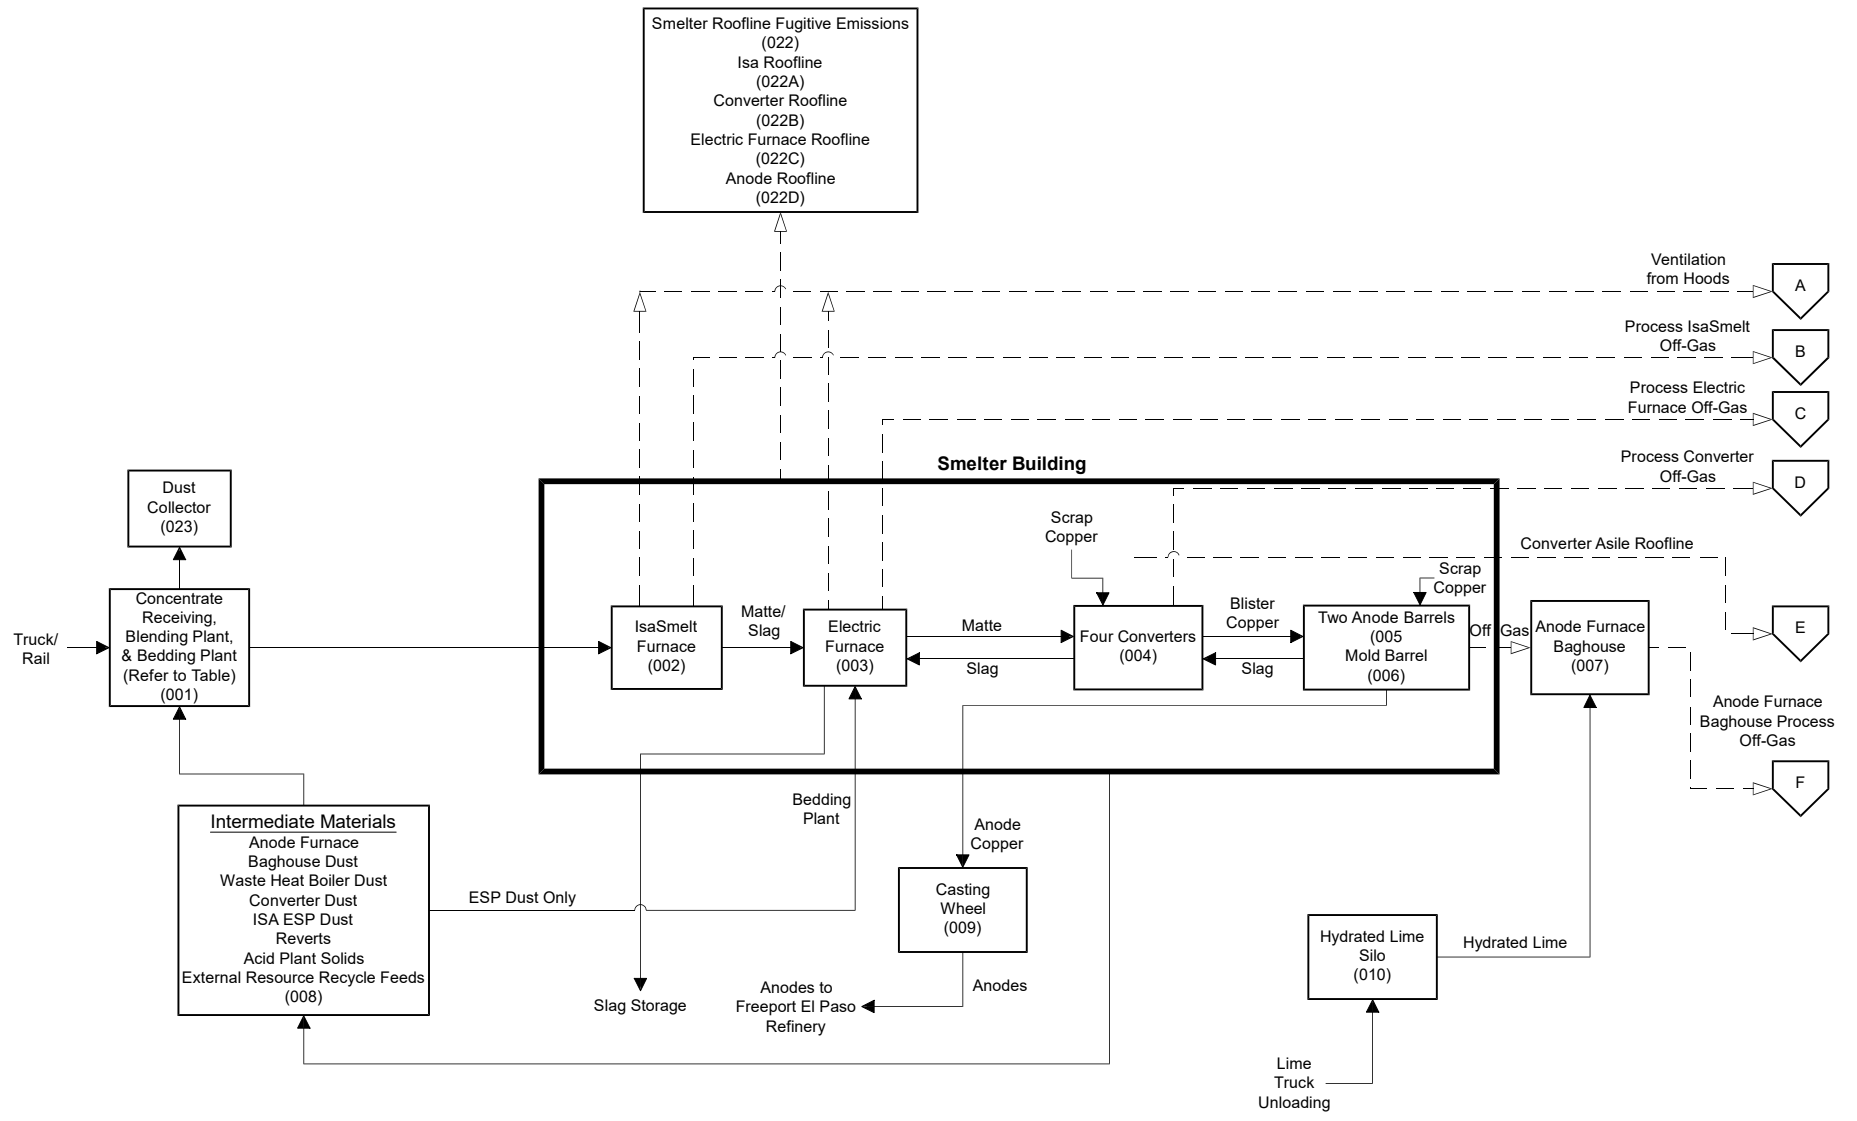 Smelter Roofline Fugitive Emissions
(022)
Isa Roofline
(022A)
Converter Roofline
(022B)
Electric Furnace Roofline
(022C)
Anode Roofline
(022D)
Ventilation
from Hoods
A
Process IsaSmelt
Off-Gas
B
Process Electric
Furnace Off-Gas
C
Process Converter
Off-Gas
D
Smelter Building
Dust
Collector
(023)
Scrap
Copper
Converter Asile Roofline
Scrap
Copper
E
Truck/
Rail
Concentrate
Receiving,
Blending Plant,
& Bedding Plant
(Refer to Table)
(001)
IsaSmelt
Furnace
(002)
Matte/
Slag
Electric
Furnace
(003)
Matte
Slag
Four Converters
(004)
Blister
Copper
Slag
Two Anode Barrels
(005
Mold Barrel
(006)
Off Gas
Anode Furnace
Baghouse
(007)
Anode Furnace
Baghouse Process
Off-Gas
F
Intermediate Materials
Anode Furnace
Baghouse Dust
Waste Heat Boiler Dust
Converter Dust
ISA ESP Dust
Reverts
Acid Plant Solids
External Resource Recycle Feeds
(008)
ESP Dust Only
Bedding
Plant
Anode
Copper
Casting
Wheel
(009)
Anodes
Slag Storage
Anodes to
Freeport El Paso
Refinery
Hydrated Lime
Silo
(010)
Hydrated Lime
Lime
Truck
Unloading